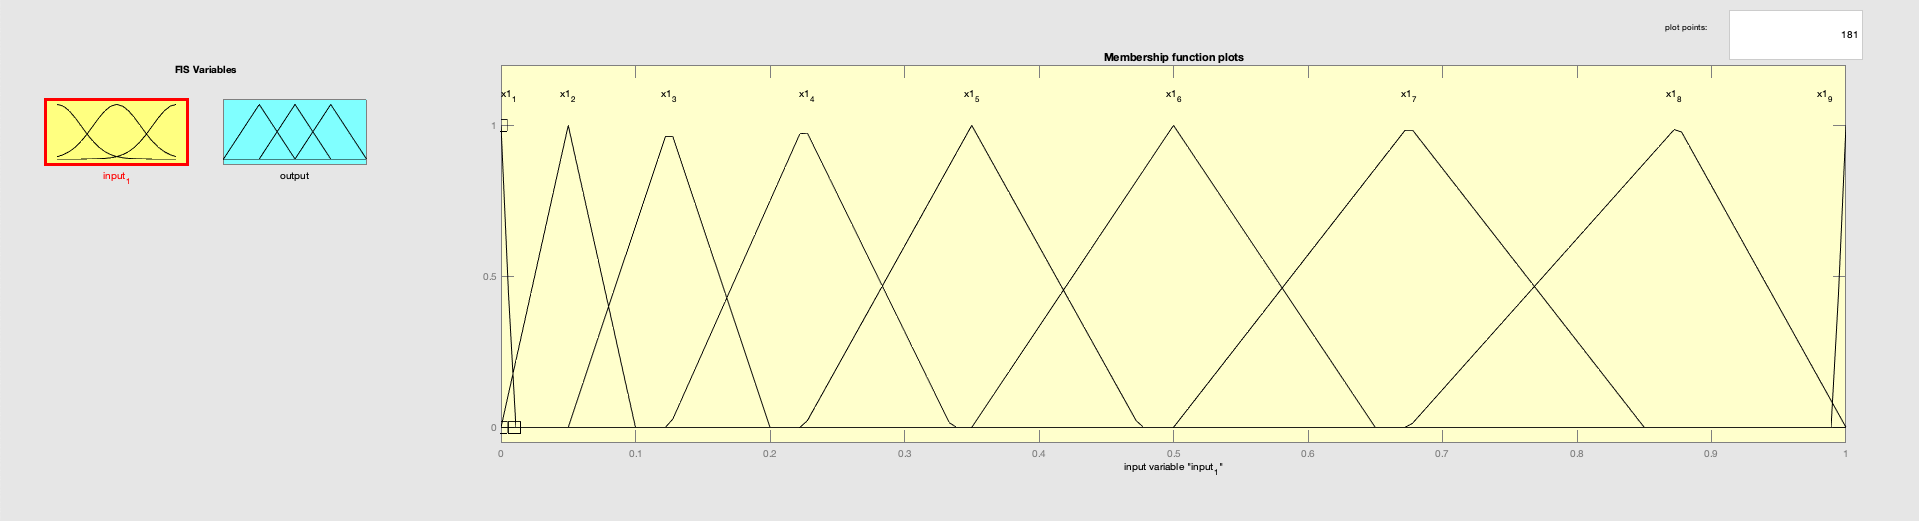 plot points:
181
FIS Variables
Membership function plots
x1₁ x1₂ x1₃ x1₄ x1₅ x1₆ x1₇ x1₈ x1₉
1
input₁
output
0.5
0
0 0.1 0.2 0.3 0.4 0.5 0.6 0.7 0.8 0.9 1
input variable "input₁"